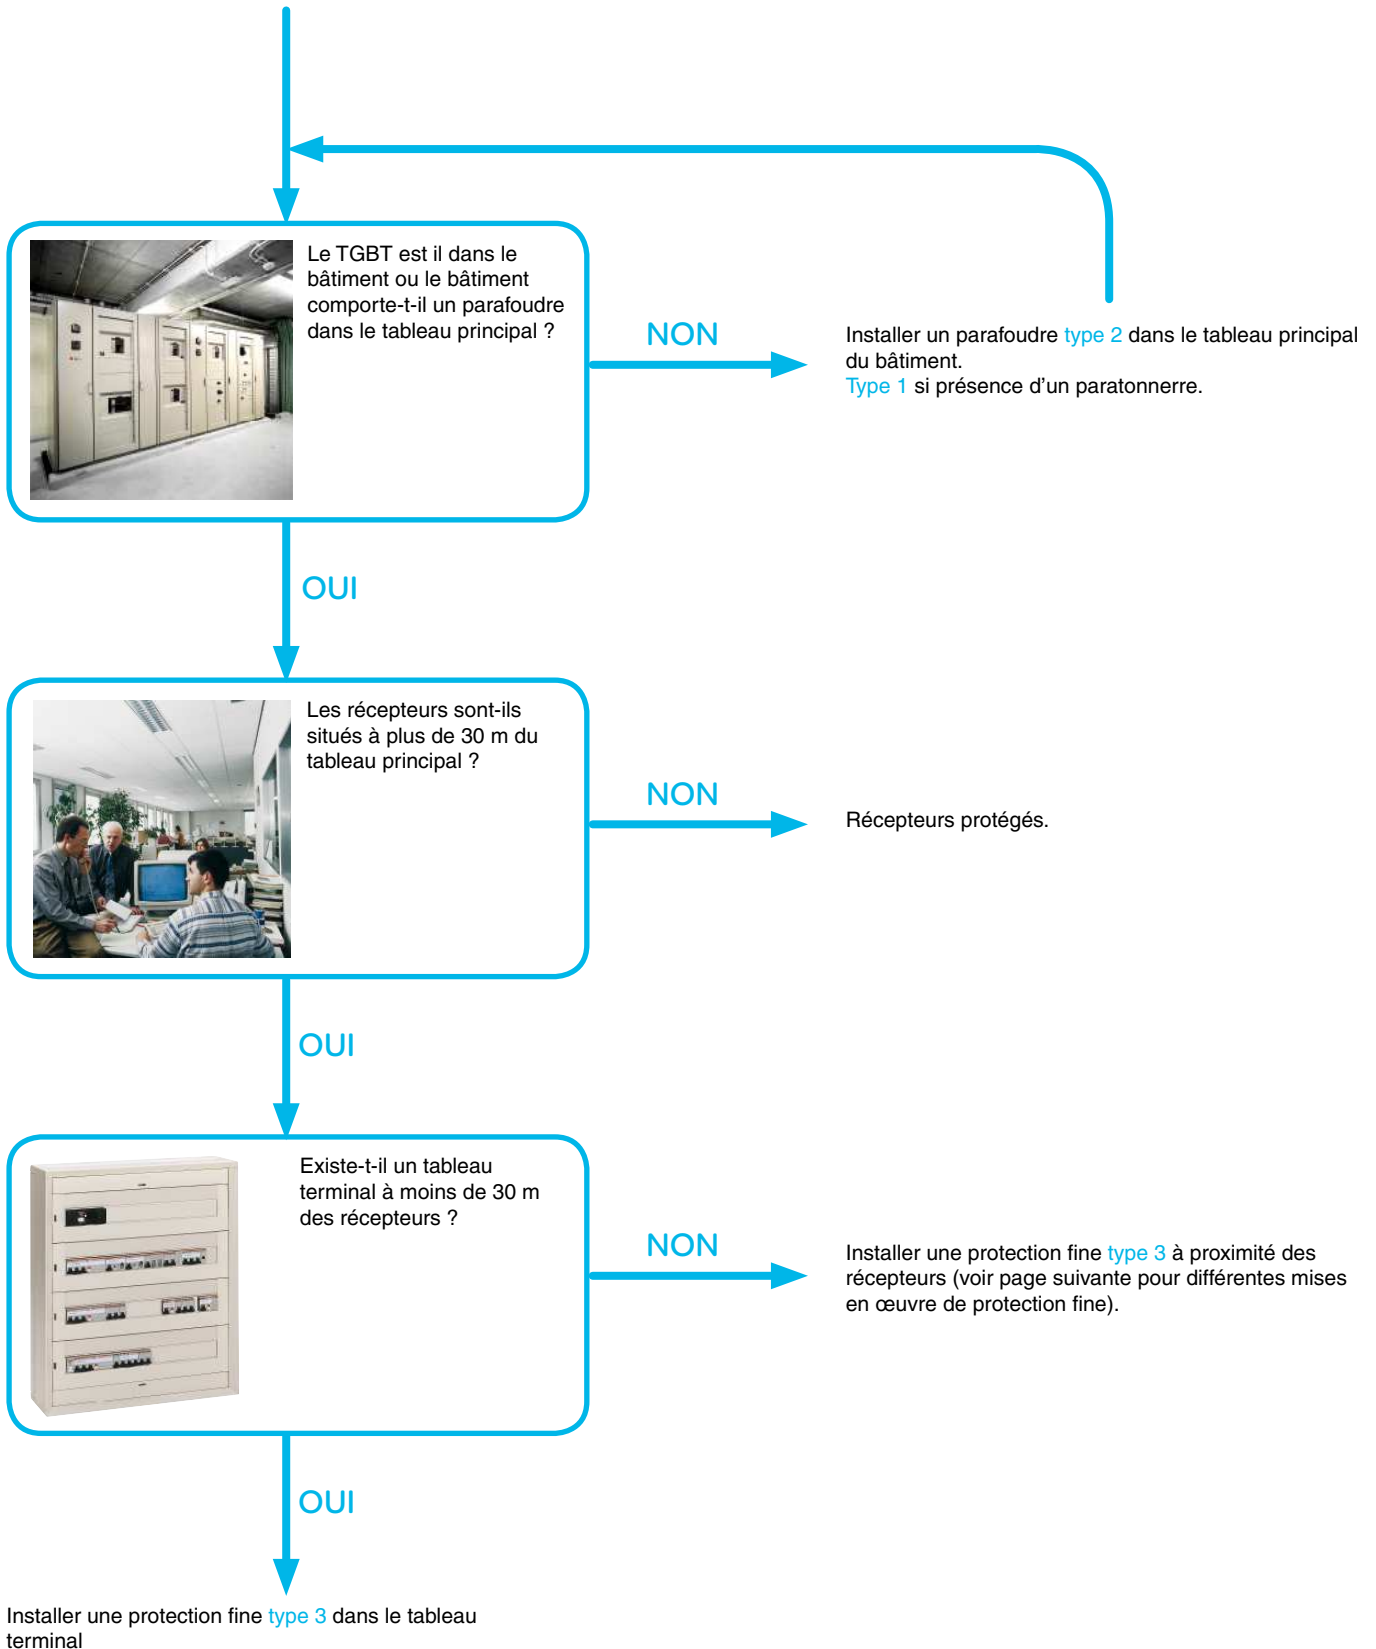 Le TGBT est il dans le
bâtiment ou le bâtiment
comporte-t-il un parafoudre
dans le tableau principal ?
NON
Installer un parafoudre type 2 dans le tableau principal
du bâtiment.
Type 1 si présence d'un paratonnerre.
OUI
Les récepteurs sont-ils
situés à plus de 30 m du
tableau principal ?
NON
Récepteurs protégés.
OUI
Existe-t-il un tableau
terminal à moins de 30 m
des récepteurs ?
NON
Installer une protection fine type 3 à proximité des
récepteurs (voir page suivante pour différentes mises
en œuvre de protection fine).
OUI
Installer une protection fine type 3 dans le tableau
terminal